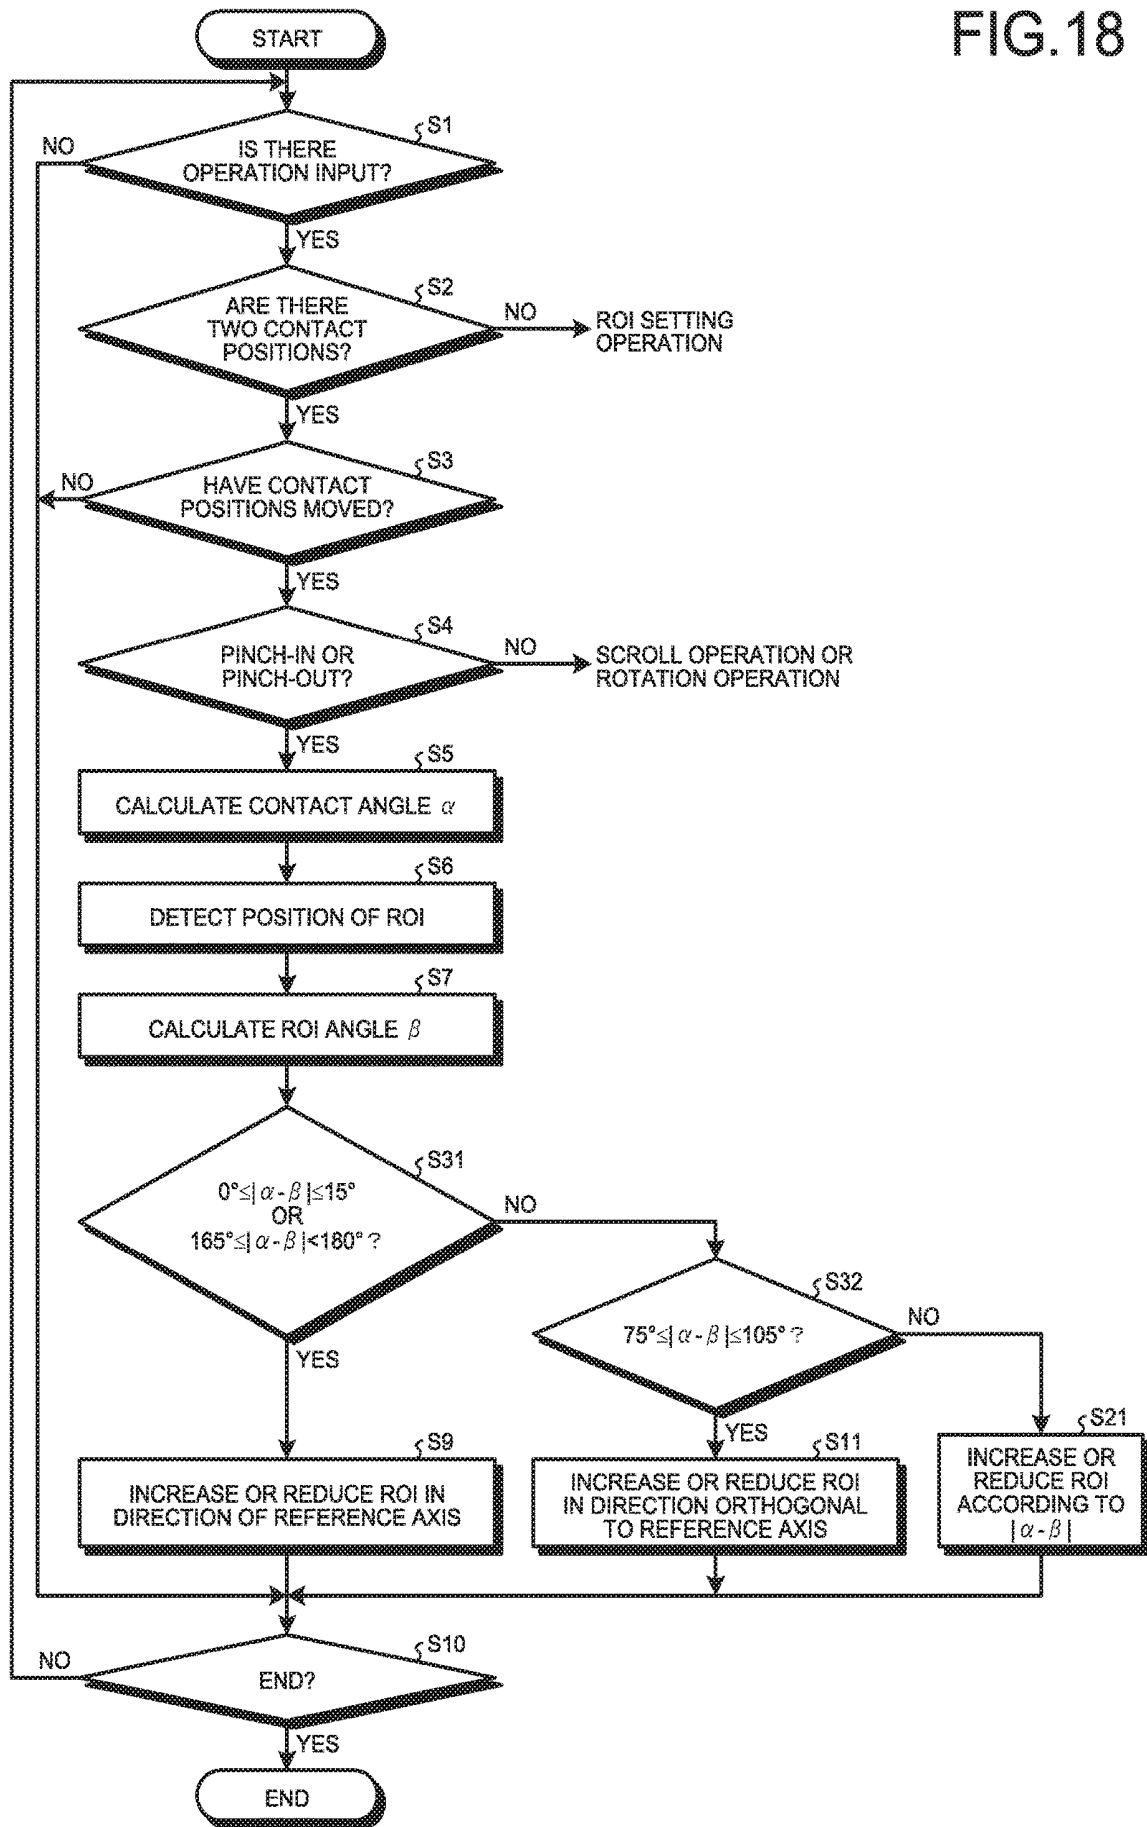 FIG.18
START
S1
NO
IS THERE
OPERATION INPUT?
YES
S2
ARE THERE
TWO CONTACT
POSITIONS?
NO
ROI SETTING
OPERATION
YES
S3
NO
HAVE CONTACT
POSITIONS MOVED?
YES
S4
PINCH-IN OR
PINCH-OUT?
NO
SCROLL OPERATION OR
ROTATION OPERATION
YES
S5
CALCULATE CONTACT ANGLE α
S6
DETECT POSITION OF ROI
S7
CALCULATE ROI ANGLE β
S31
0°≤|α-β|≤15°
OR
165°≤|α-β|<180°?
NO
S32
75°≤|α-β|≤105°?
NO
YES
YES
S9
INCREASE OR REDUCE ROI IN
DIRECTION OF REFERENCE AXIS
S11
INCREASE OR REDUCE ROI
IN DIRECTION ORTHOGONAL
TO REFERENCE AXIS
S21
INCREASE OR
REDUCE ROI
ACCORDING TO
|α-β|
S10
NO
END?
YES
END